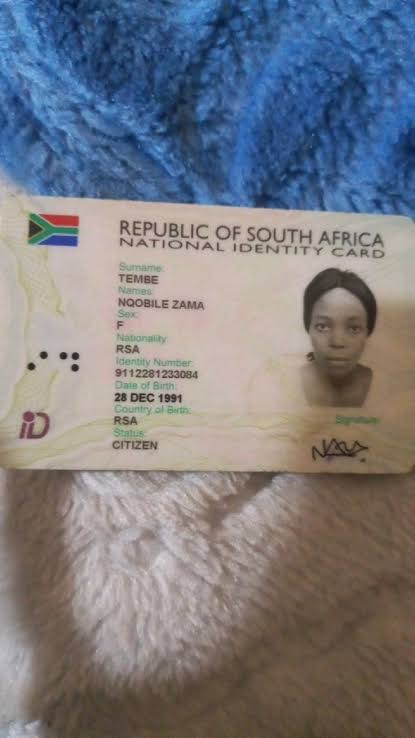 REPUBLIC OF SOUTH AFRICA
NATIONAL IDENTITY CARD
Surname:
TEMBE
Names:
NQOBILE ZAMA
Sex:
F
Nationality:
RSA
Identity Number:
9112281233084
Date of Birth:
28 DEC 1991
Country of Birth:
RSA
Status:
CITIZEN
Signature:
iD